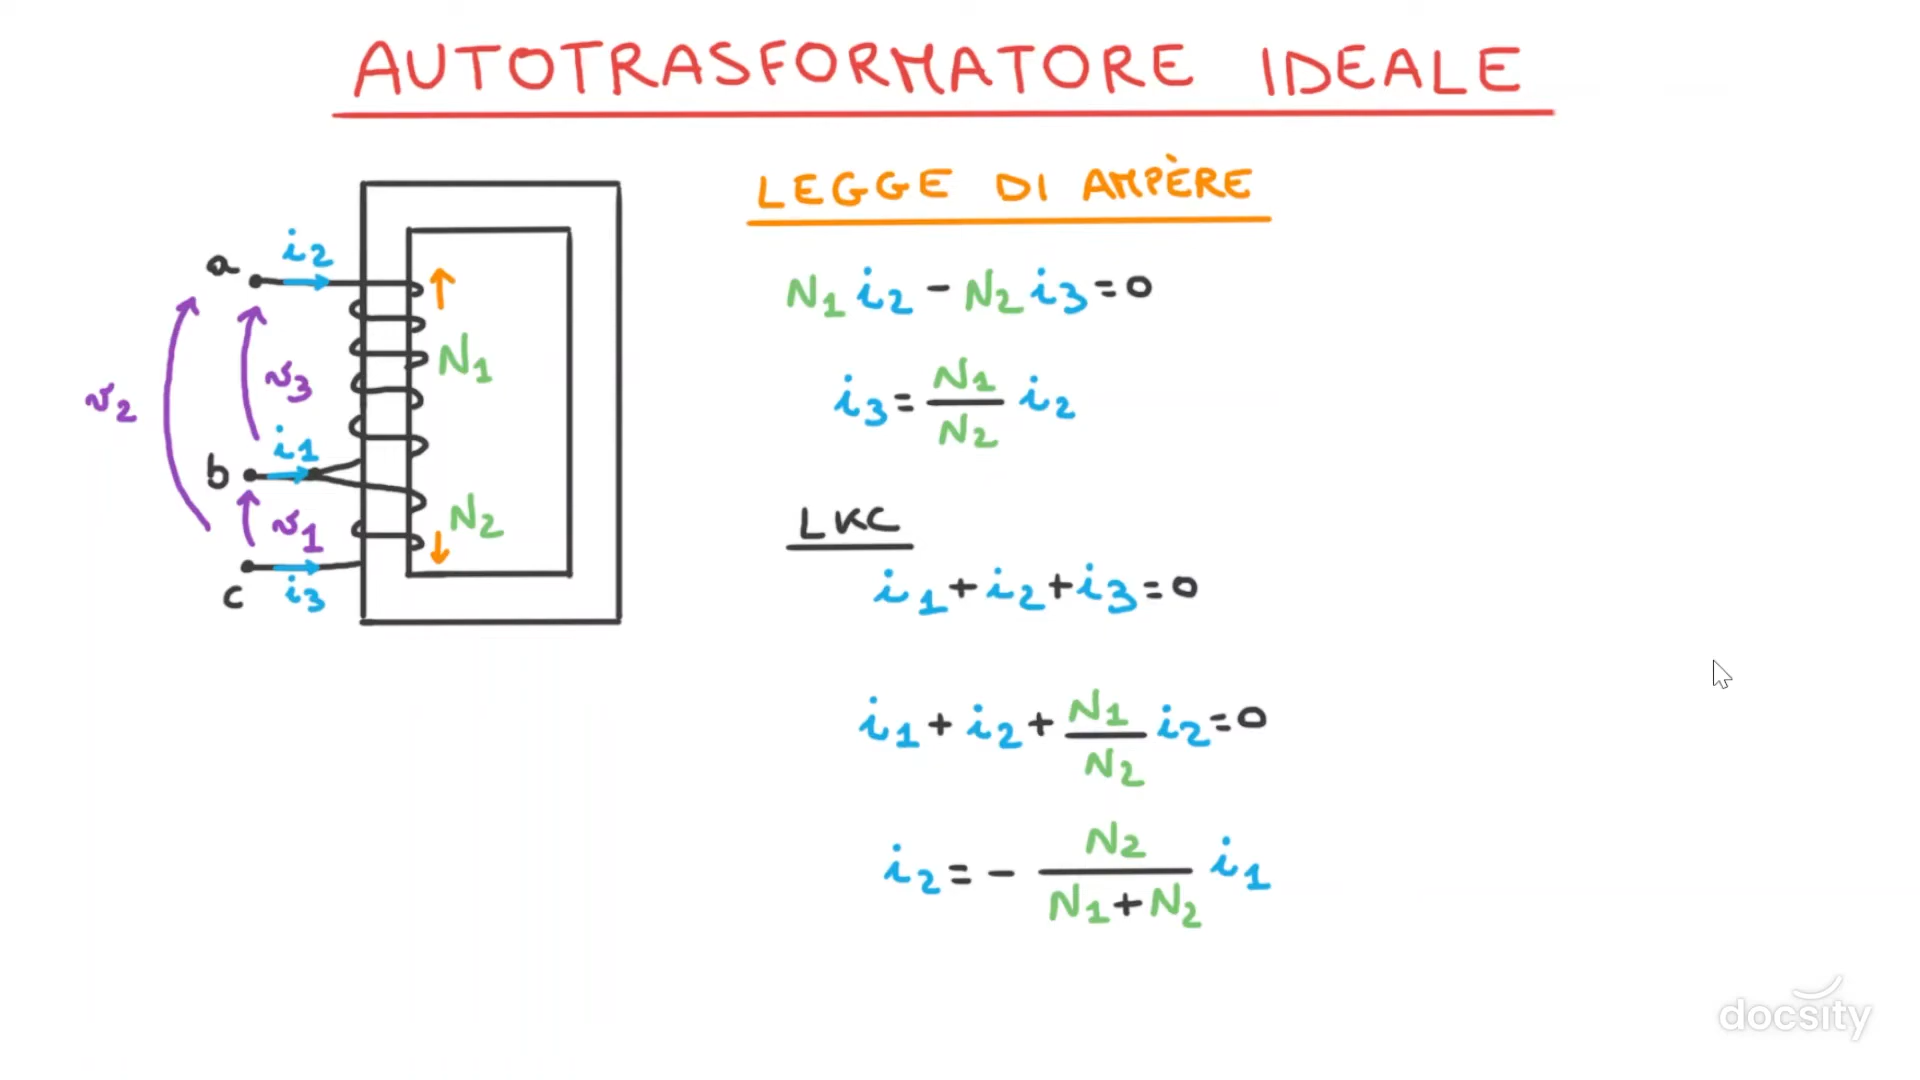 AUTOTRASFORMATORE IDEALE
LEGGE DI AMPÈRE
a
i2
N1
v2
v3
b
i1
N2
v1
c
i3
N1 i2 - N2 i3 = 0
i3 = N1/N2 i2
LKC
i1 + i2 + i3 = 0
i1 + i2 + N1/N2 i2 = 0
i2 = - N2/(N1+N2) i1
docsity